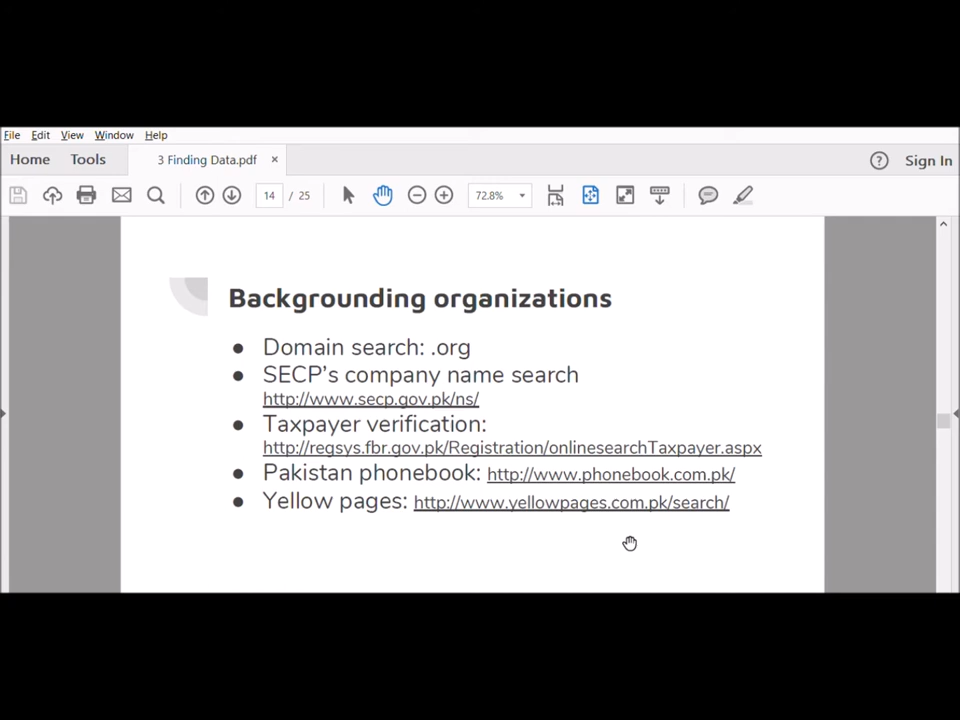 File Edit View Window Help
Home Tools 3 Finding Data.pdf × ? Sign In
14 / 25 72.8%
Backgrounding organizations
● Domain search: .org
● SECP’s company name search
http://www.secp.gov.pk/ns/
● Taxpayer verification:
http://regsys.fbr.gov.pk/Registration/onlinesearchTaxpayer.aspx
● Pakistan phonebook: http://www.phonebook.com.pk/
● Yellow pages: http://www.yellowpages.com.pk/search/